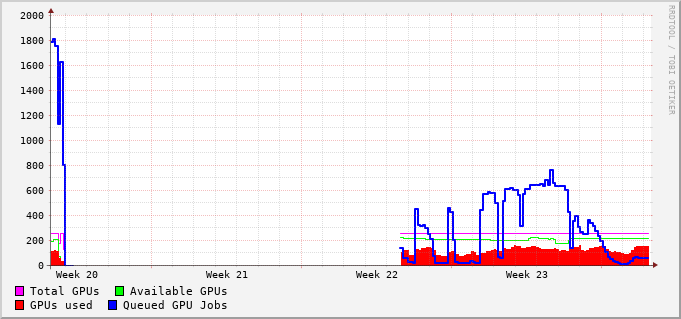 2000
1800
1600
1400
1200
1000
800
600
400
200
0
Week 20 Week 21 Week 22 Week 23
Total GPUs Available GPUs
GPUs used Queued GPU Jobs
RRDTOOL / TOBI OETIKER